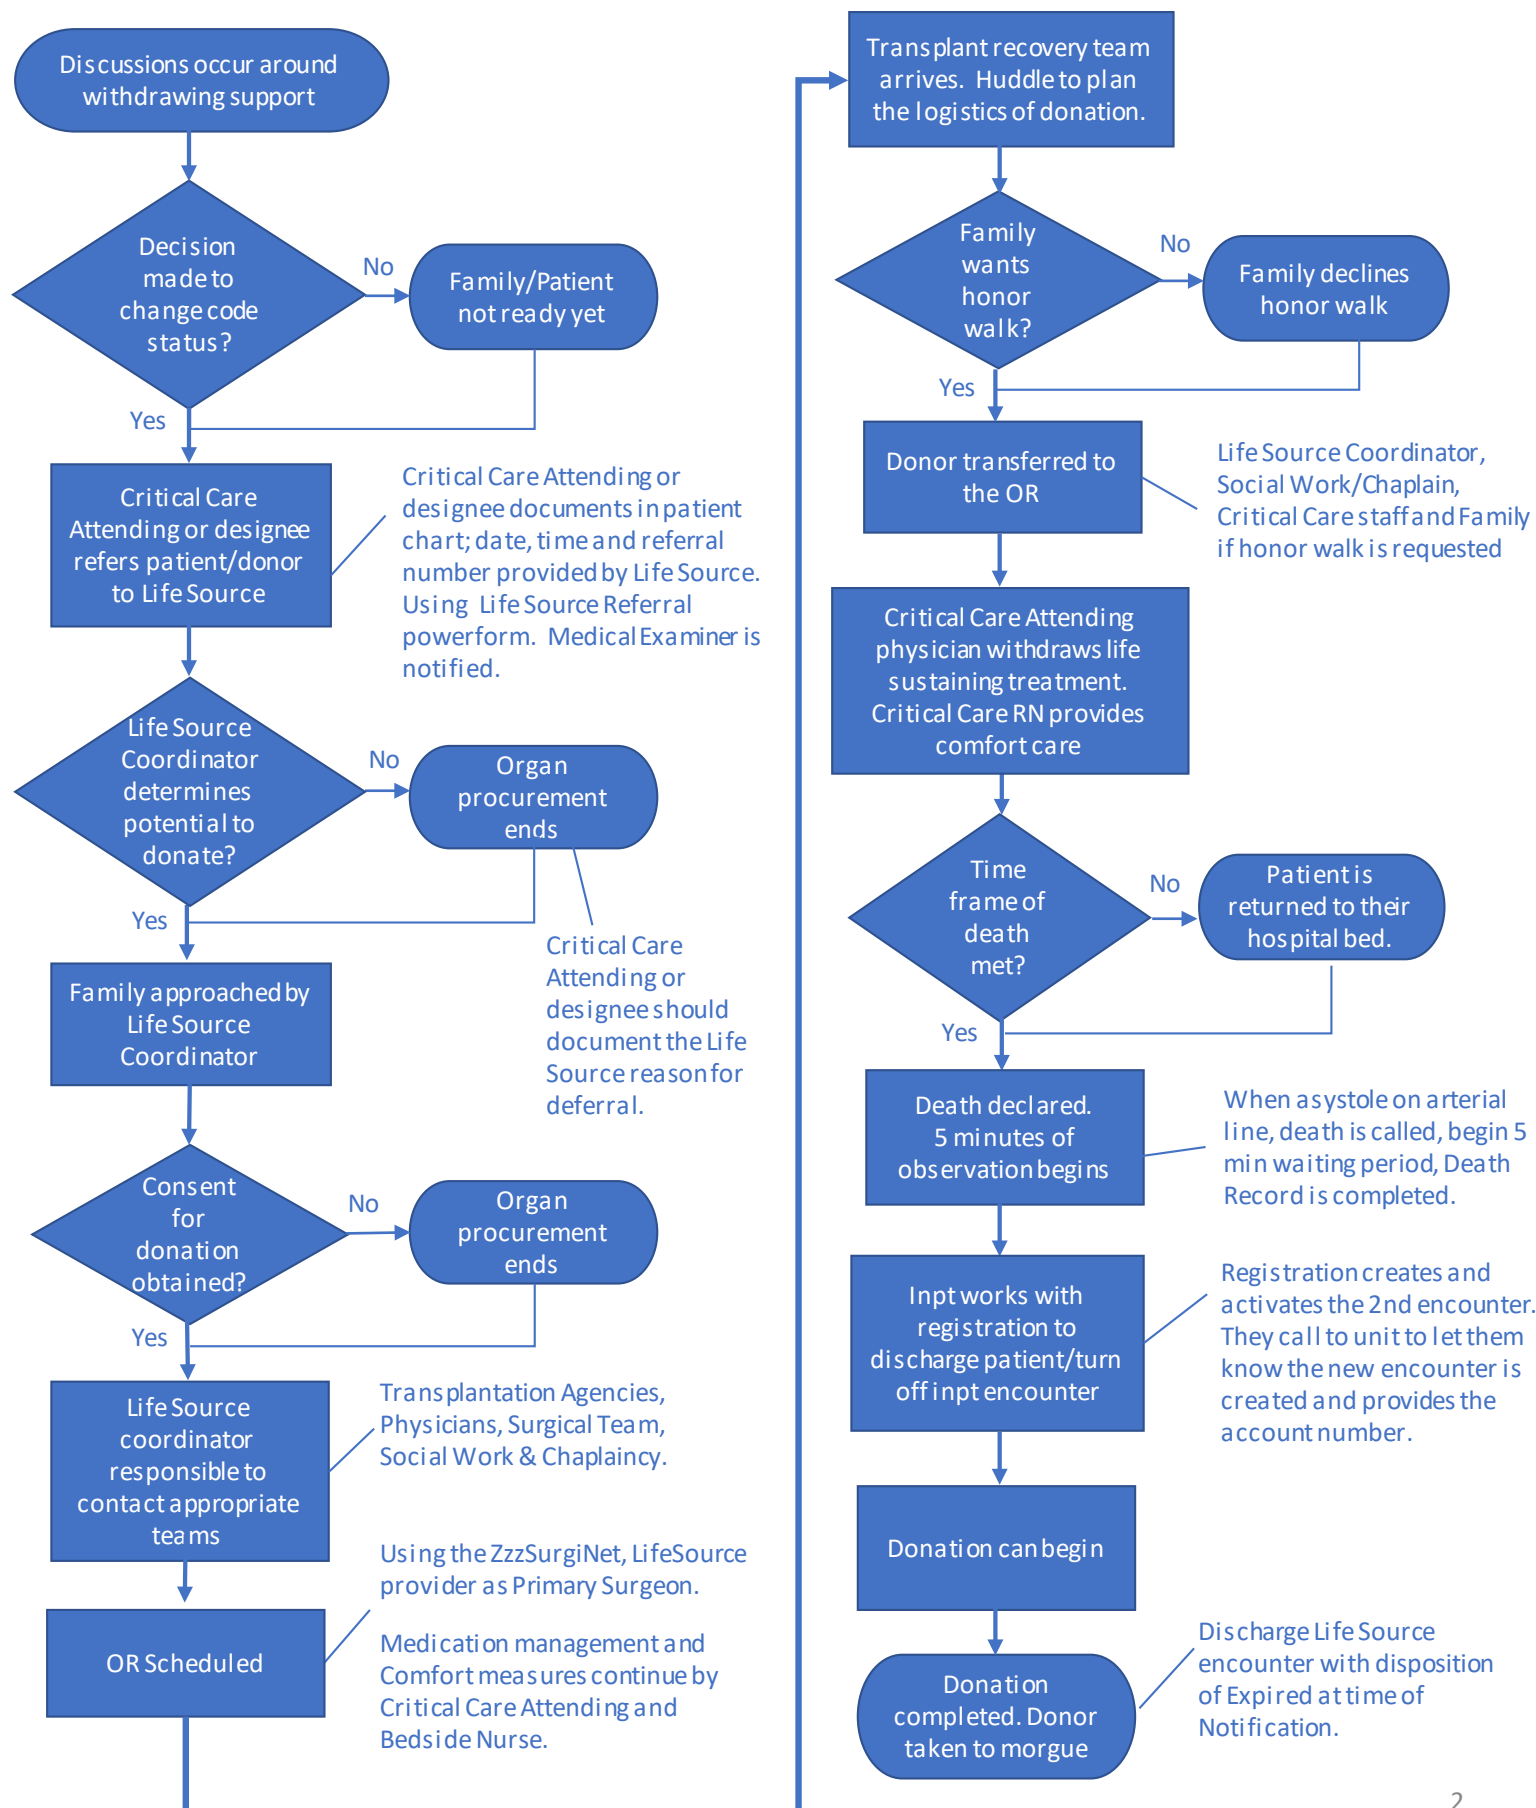 Discussions occur around
withdrawing support
Decision
made to
change code
status?
No
Family/Patient
not ready yet
Yes
Critical Care
Attending or designee
refers patient/donor
to Life Source
Critical Care Attending or
designee documents in patient
chart; date, time and referral
number provided by Life Source.
Using Life Source Referral
powerform. Medical Examiner is
notified.
Life Source
Coordinator
determines
potential to
donate?
No
Organ
procurement
ends
Yes
Critical Care
Attending or
designee should
document the Life
Source reason for
deferral.
Family approached by
Life Source
Coordinator
Consent
for
donation
obtained?
No
Organ
procurement
ends
Yes
Life Source
coordinator
responsible to
contact appropriate
teams
Transplantation Agencies,
Physicians, Surgical Team,
Social Work & Chaplaincy.
OR Scheduled
Using the ZzzSurgiNet, LifeSource
provider as Primary Surgeon.
Medication management and
Comfort measures continue by
Critical Care Attending and
Bedside Nurse.
Transplant recovery team
arrives. Huddle to plan
the logistics of donation.
Family
wants
honor
walk?
No
Family declines
honor walk
Yes
Donor transferred to
the OR
Life Source Coordinator,
Social Work/Chaplain,
Critical Care staff and Family
if honor walk is requested
Critical Care Attending
physician withdraws life
sustaining treatment.
Critical Care RN provides
comfort care
Time
frame of
death
met?
No
Patient is
returned to their
hospital bed.
Yes
Death declared.
5 minutes of
observation begins
When asystole on arterial
line, death is called, begin 5
min waiting period, Death
Record is completed.
Inpt works with
registration to
discharge patient/turn
off inpt encounter
Registration creates and
activates the 2nd encounter.
They call to unit to let them
know the new encounter is
created and provides the
account number.
Donation can begin
Donation
completed. Donor
taken to morgue
Discharge Life Source
encounter with disposition
of Expired at time of
Notification.
2